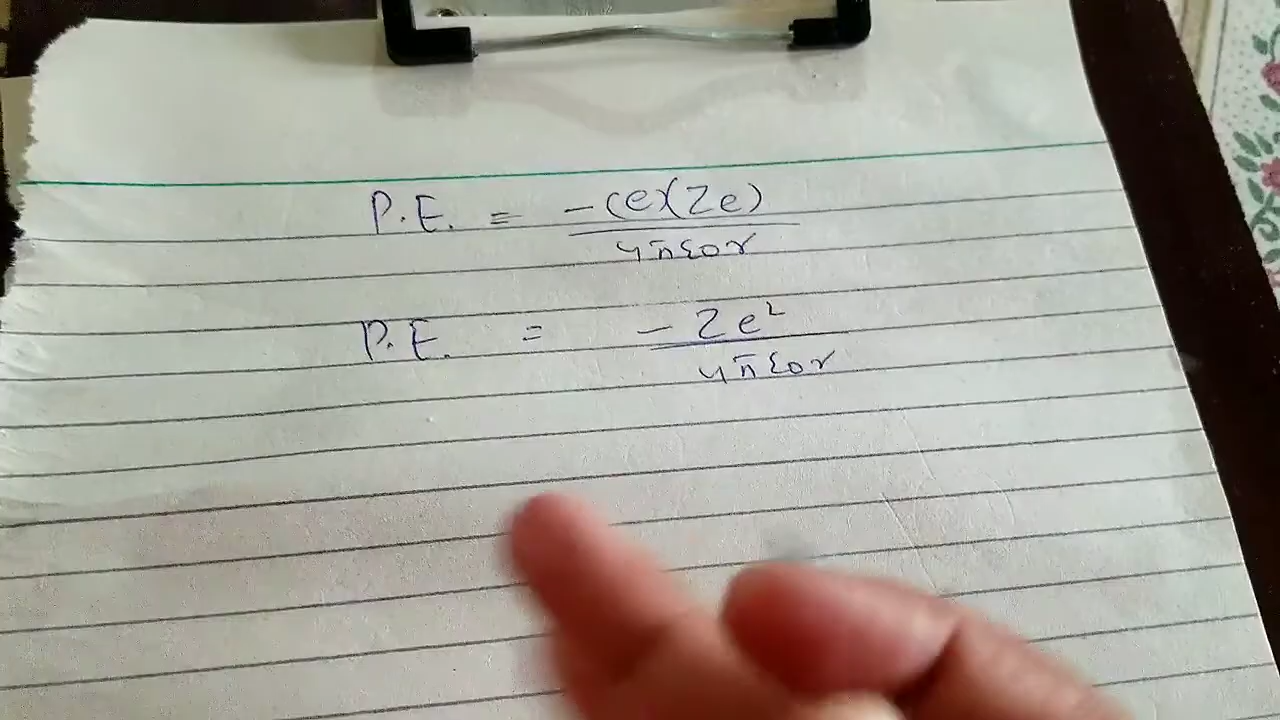 P.E. = -(e)(Ze) / 4πε0r
P.E. = -Ze² / 4πε0r